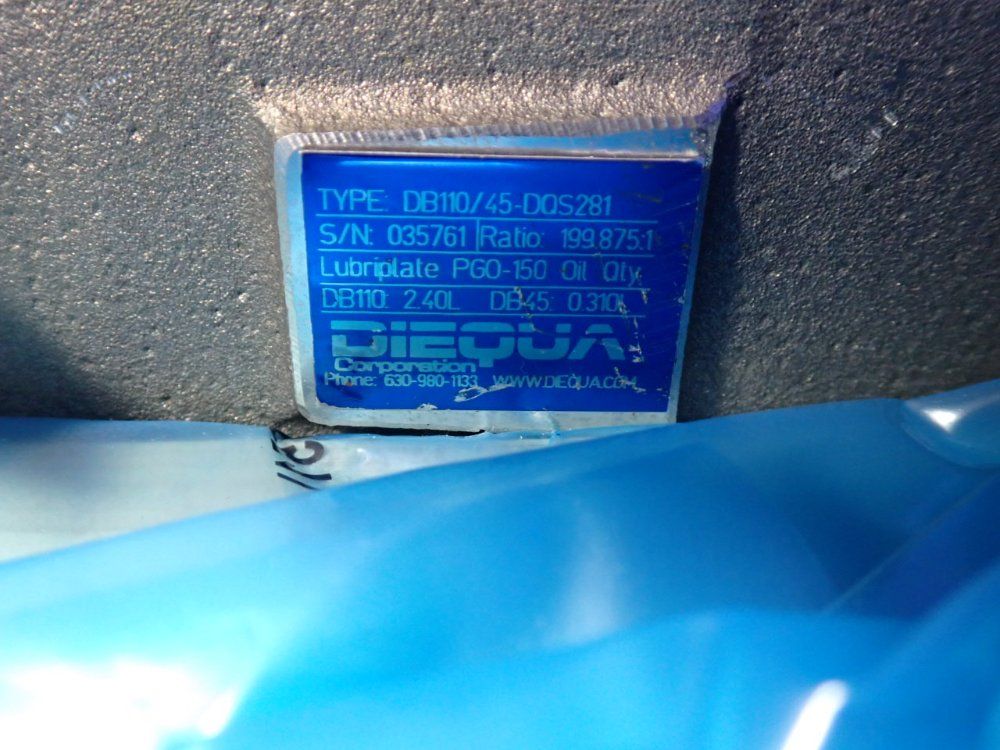 TYPE: DB110/45-DQS281
S/N: 035761 Ratio: 199.875:1
Lubriplate PGO-150 Oil Qty.
DB110: 2.40L DB45: 0.310L
DIEQUA
Corporation
Phone: 630-980-1133 WWW.DIEQUA.COM